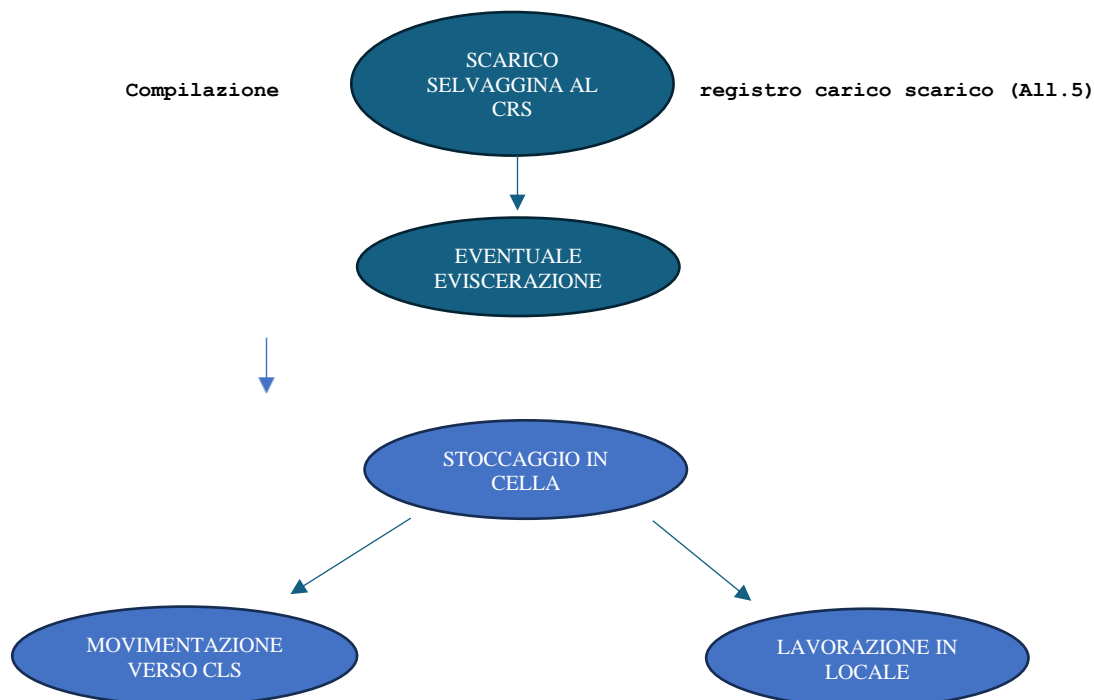 SCARICO
Compilazione SELVAGGINA AL registro carico scarico (All.5)
CRS
EVENTUALE
EVISCERAZIONE
STOCCAGGIO IN
CELLA
MOVIMENTAZIONE
VERSO CLS
LAVORAZIONE IN
LOCALE